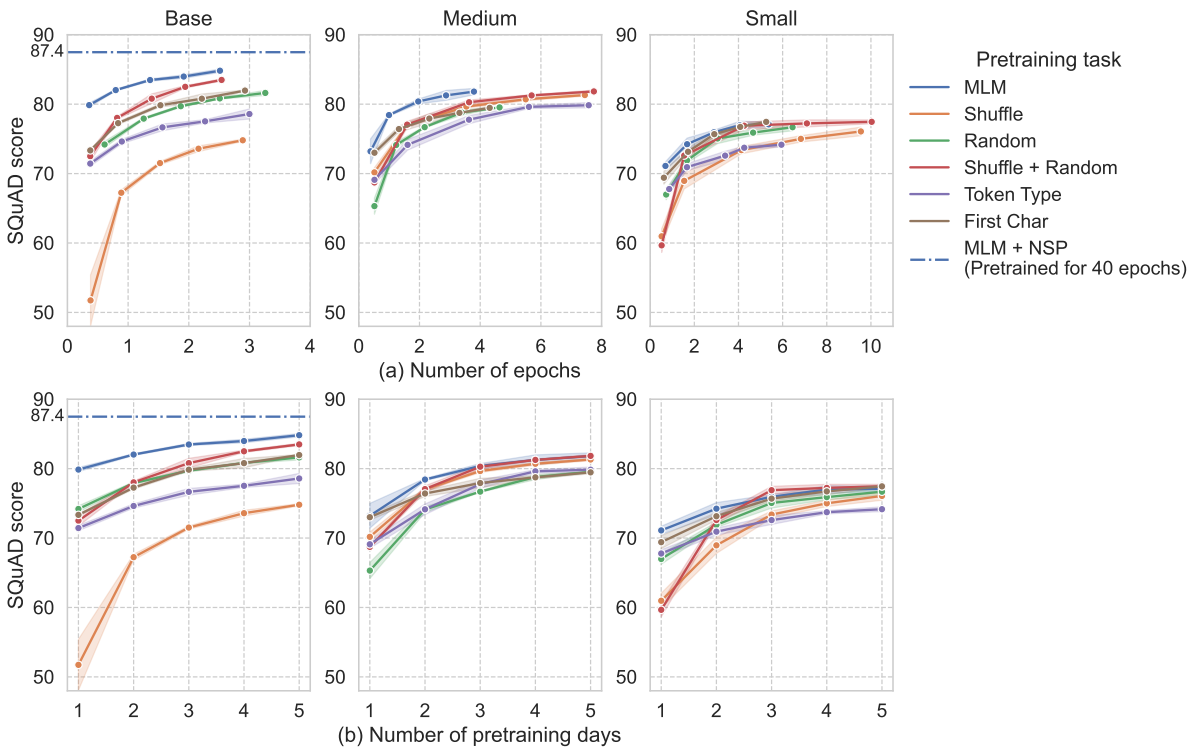 Base
Medium
Small
SQuAD score
90
87.4
80
70
60
50
90
80
70
60
50
90
80
70
60
50
0 1 2 3 4
0 2 4 6 8
0 2 4 6 8 10
(a) Number of epochs
Pretraining task
MLM
Shuffle
Random
Shuffle + Random
Token Type
First Char
MLM + NSP
(Pretrained for 40 epochs)
SQuAD score
90
87.4
80
70
60
50
90
80
70
60
50
90
80
70
60
50
1 2 3 4 5
1 2 3 4 5
1 2 3 4 5
(b) Number of pretraining days